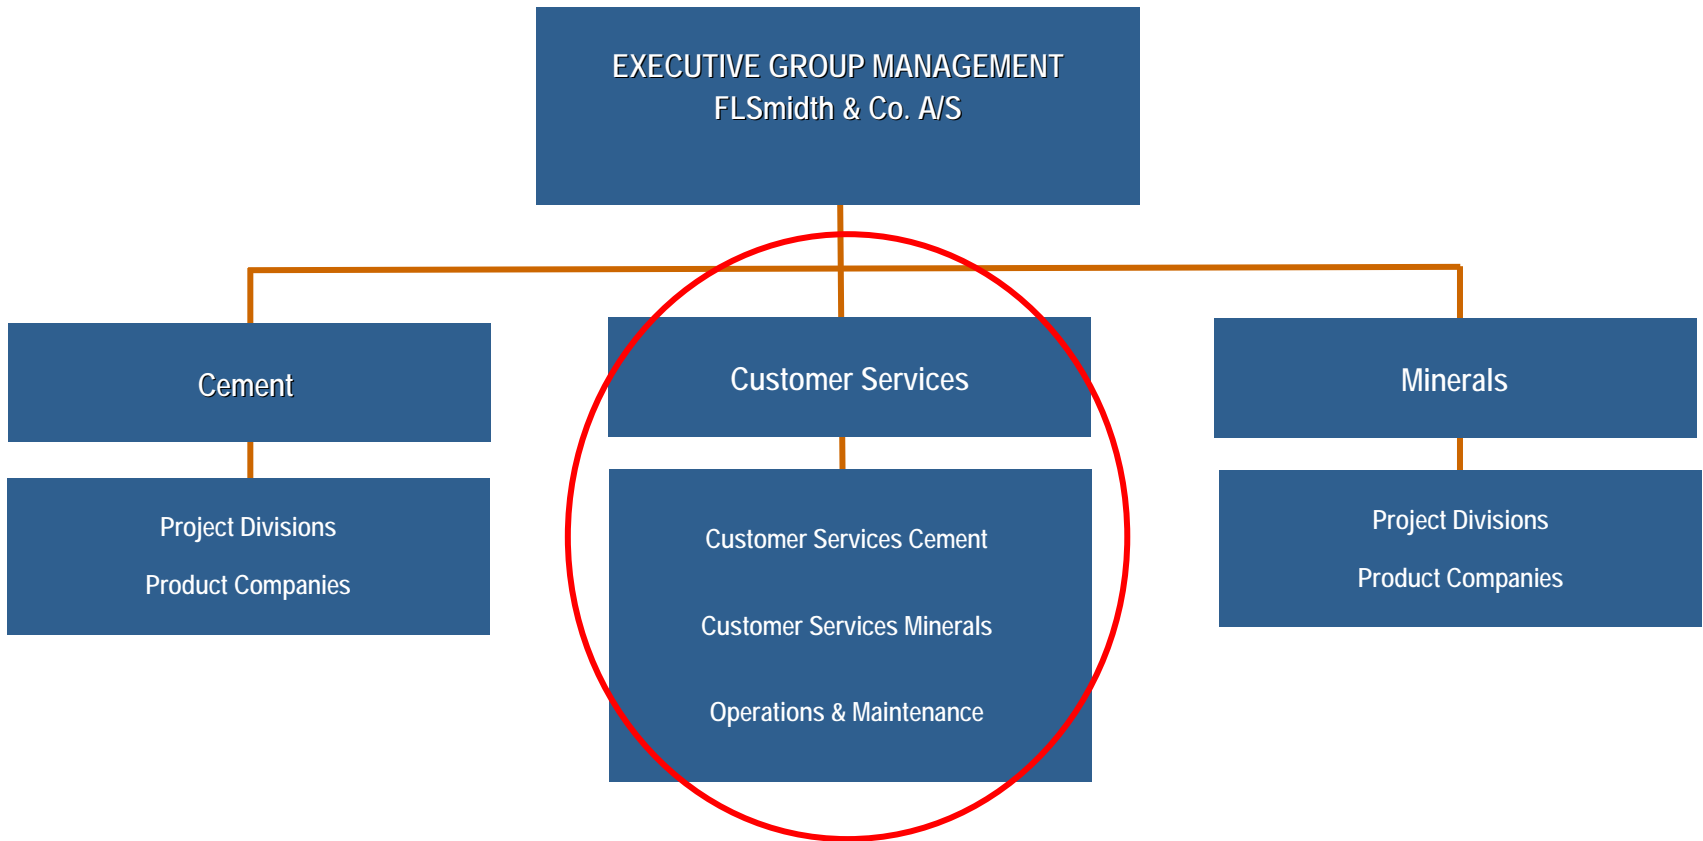 EXECUTIVE GROUP MANAGEMENT
FLSmidth & Co. A/S
Cement
Customer Services
Minerals
Project Divisions
Product Companies
Customer Services Cement
Customer Services Minerals
Operations & Maintenance
Project Divisions
Product Companies